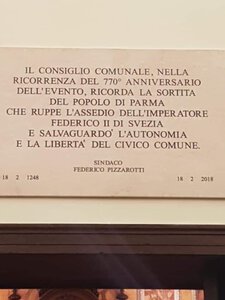 IL CONSIGLIO COMUNALE, NELLA
RICORRENZA DEL 770° ANNIVERSARIO
DELL'EVENTO, RICORDA LA SORTITA
DEL POPOLO DI PARMA
CHE RUPPE L'ASSEDIO DELL'IMPERATORE
FEDERICO II DI SVEZIA
E SALVAGUARDO' L'AUTONOMIA
E LA LIBERTA' DEL CIVICO COMUNE.
SINDACO
FEDERICO PIZZAROTTI
18 2 1248 18 2 2018